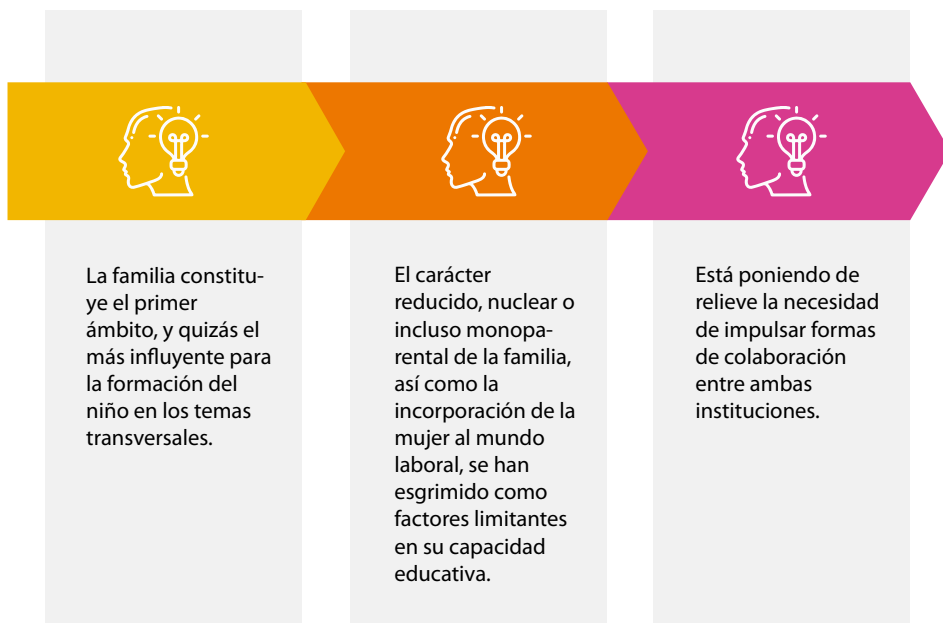 La familia constitu-
ye el primer
ámbito, y quizás el
más influyente para
la formación del
niño en los temas
transversales.
El carácter
reducido, nuclear o
incluso monopa-
rental de la familia,
así como la
incorporación de la
mujer al mundo
laboral, se han
esgrimido como
factores limitantes
en su capacidad
educativa.
Está poniendo de
relieve la necesidad
de impulsar formas
de colaboración
entre ambas
instituciones.